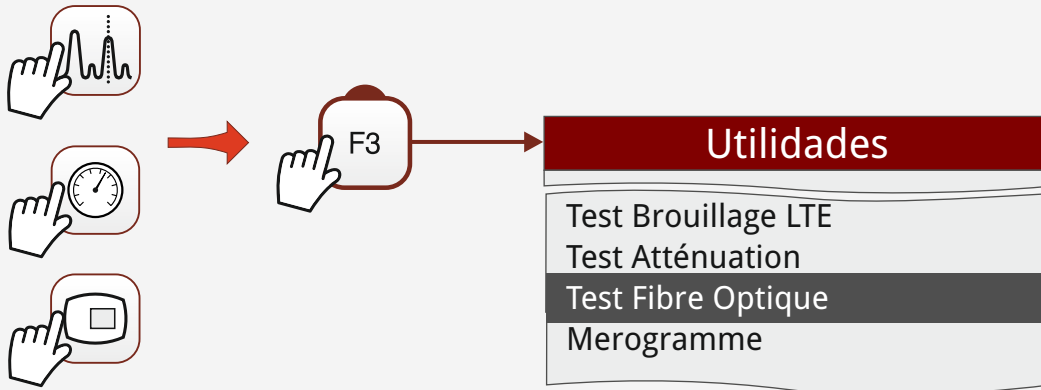 F3
Utilidades
Test Brouillage LTE
Test Atténuation
Test Fibre Optique
Merogramme